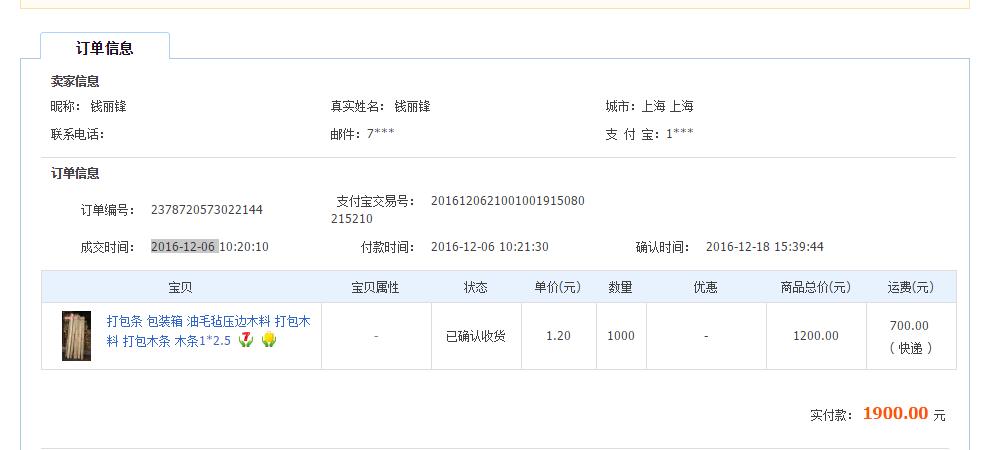 订单信息
卖家信息
昵称： 钱丽锋 真实姓名： 钱丽锋 城市：上海 上海
联系电话： 邮件：7*** 支 付 宝：1***
订单信息
订单编号： 2378720573022144 支付宝交易号： 2016120621001001915080
215210
成交时间： 2016-12-06 10:20:10 付款时间： 2016-12-06 10:21:30 确认时间： 2016-12-18 15:39:44
宝贝 宝贝属性 状态 单价(元) 数量 优惠 商品总价(元) 运费(元)
打包条 包装箱 油毛毡压边木料 打包木
料 打包木条 木条1*2.5
- 已确认收货 1.20 1000 - 1200.00 700.00
( 快递 )
实付款： 1900.00 元